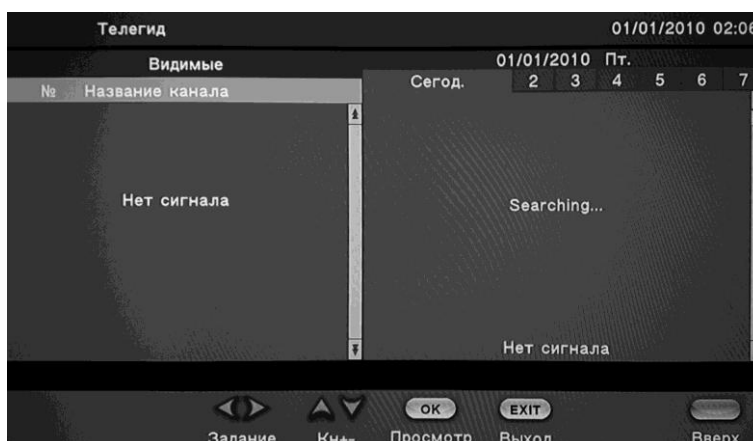 Телегид 01/01/2010 02:06
Видимые 01/01/2010 Пт.
Сегод. 2 3 4 5 6 7
№ Название канала
Нет сигнала Searching...
Нет сигнала
OK EXIT
Задание Кн+- Просмотр Выход Вверх